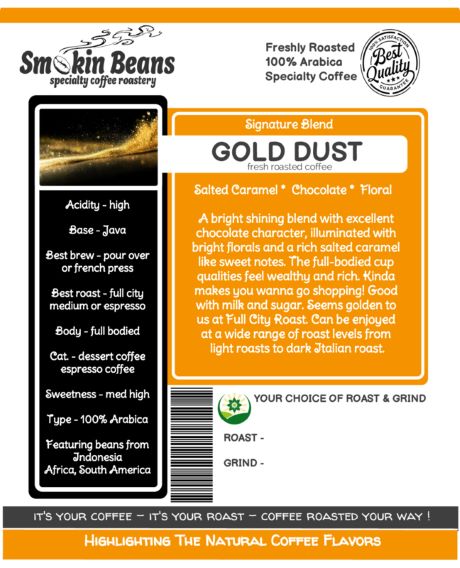 Smokin Beans
specialty coffee roastery
Freshly Roasted
100% Arabica
Specialty Coffee
100% SATISFACTION
Best
Quality
GUARANTEE
Signature Blend
GOLD DUST
fresh roasted coffee
Salted Caramel * Chocolate * Floral
A bright shining blend with excellent
chocolate character, illuminated with
bright florals and a rich salted caramel
like sweet notes. The full-bodied cup
qualities feel wealthy and rich. Kinda
makes you wanna go shopping! Good
with milk and sugar. Seems golden to
us at Full City Roast. Can be enjoyed
at a wide range of roast levels from
light roasts to dark Italian roast.
Acidity - high
Base - Java
Best brew - pour over
or french press
Best roast - full city
medium or espresso
Body - full bodied
Cat. - dessert coffee
espresso coffee
Sweetness - med high
Type - 100% Arabica
Featuring beans from
Indonesia
Africa, South America
YOUR CHOICE OF ROAST & GRIND
ROAST -
GRIND -
IT'S YOUR COFFEE – IT'S YOUR ROAST – COFFEE ROASTED YOUR WAY !
HIGHLIGHTING THE NATURAL COFFEE FLAVORS